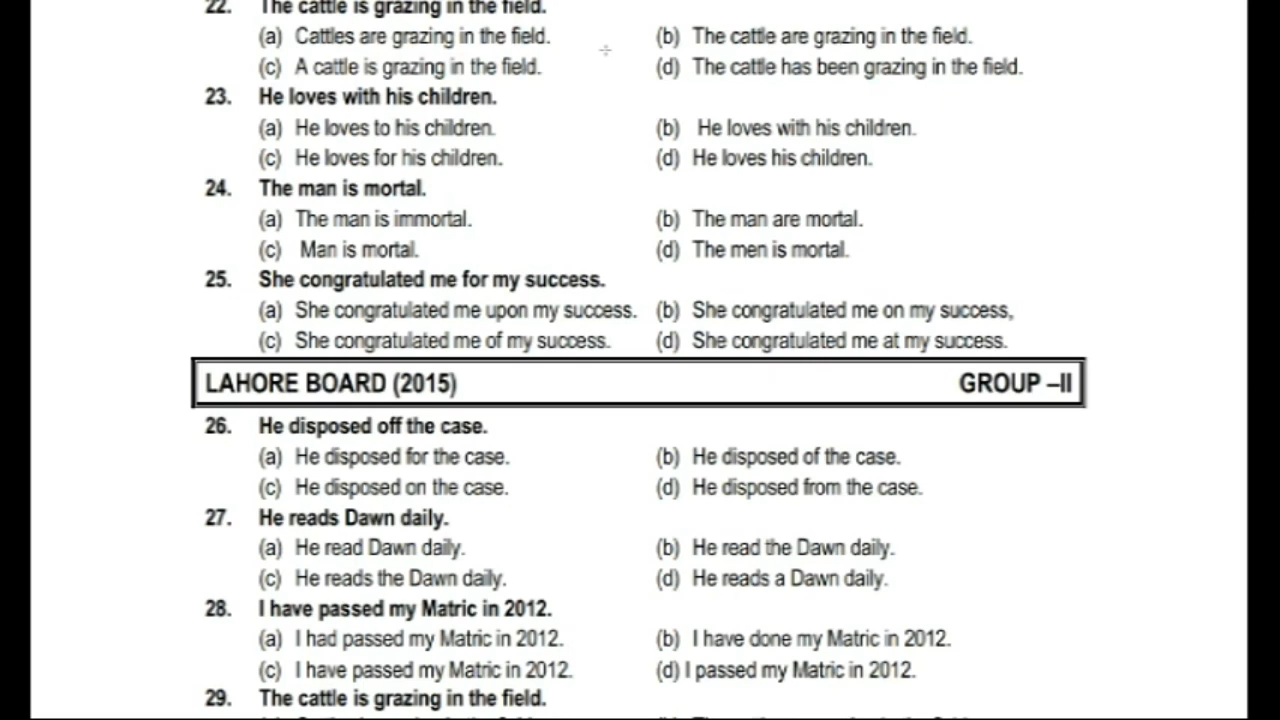 22. The cattle is grazing in the field.
(a) Cattles are grazing in the field. (b) The cattle are grazing in the field.
(c) A cattle is grazing in the field. (d) The cattle has been grazing in the field.
23. He loves with his children.
(a) He loves to his children. (b) He loves with his children.
(c) He loves for his children. (d) He loves his children.
24. The man is mortal.
(a) The man is immortal. (b) The man are mortal.
(c) Man is mortal. (d) The men is mortal.
25. She congratulated me for my success.
(a) She congratulated me upon my success. (b) She congratulated me on my success,
(c) She congratulated me of my success. (d) She congratulated me at my success.
LAHORE BOARD (2015) GROUP –II
26. He disposed off the case.
(a) He disposed for the case. (b) He disposed of the case.
(c) He disposed on the case. (d) He disposed from the case.
27. He reads Dawn daily.
(a) He read Dawn daily. (b) He read the Dawn daily.
(c) He reads the Dawn daily. (d) He reads a Dawn daily.
28. I have passed my Matric in 2012.
(a) I had passed my Matric in 2012. (b) I have done my Matric in 2012.
(c) I have passed my Matric in 2012. (d) I passed my Matric in 2012.
29. The cattle is grazing in the field.